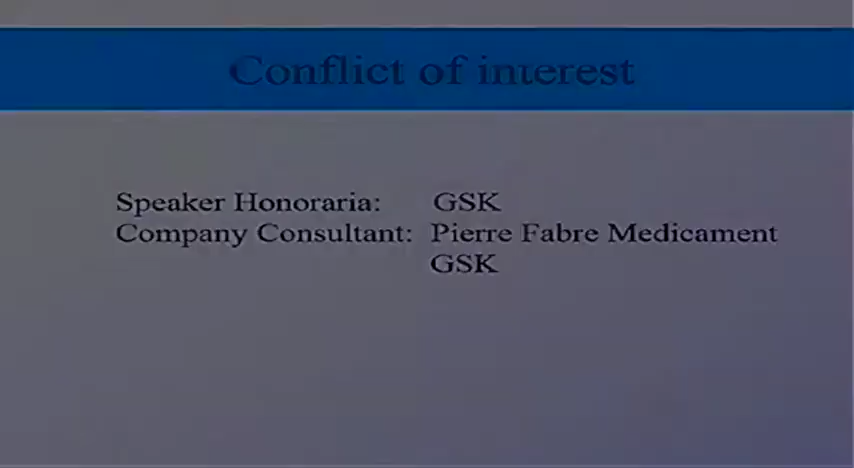 Conflict of interest
Speaker Honoraria: GSK
Company Consultant: Pierre Fabre Medicament
GSK